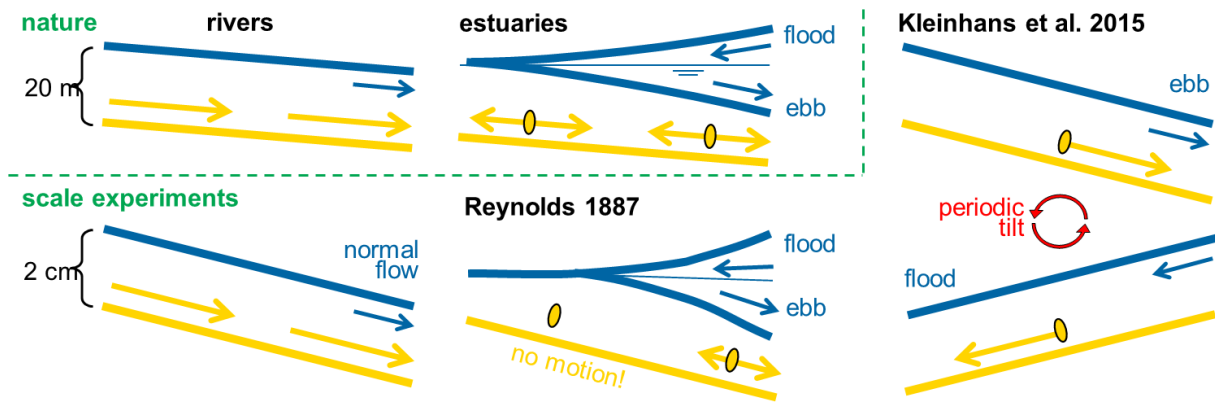 nature
rivers
estuaries
Kleinhans et al. 2015
20 m
flood
ebb
ebb
scale experiments
Reynolds 1887
2 cm
normal
flow
flood
ebb
no motion!
periodic
tilt
flood